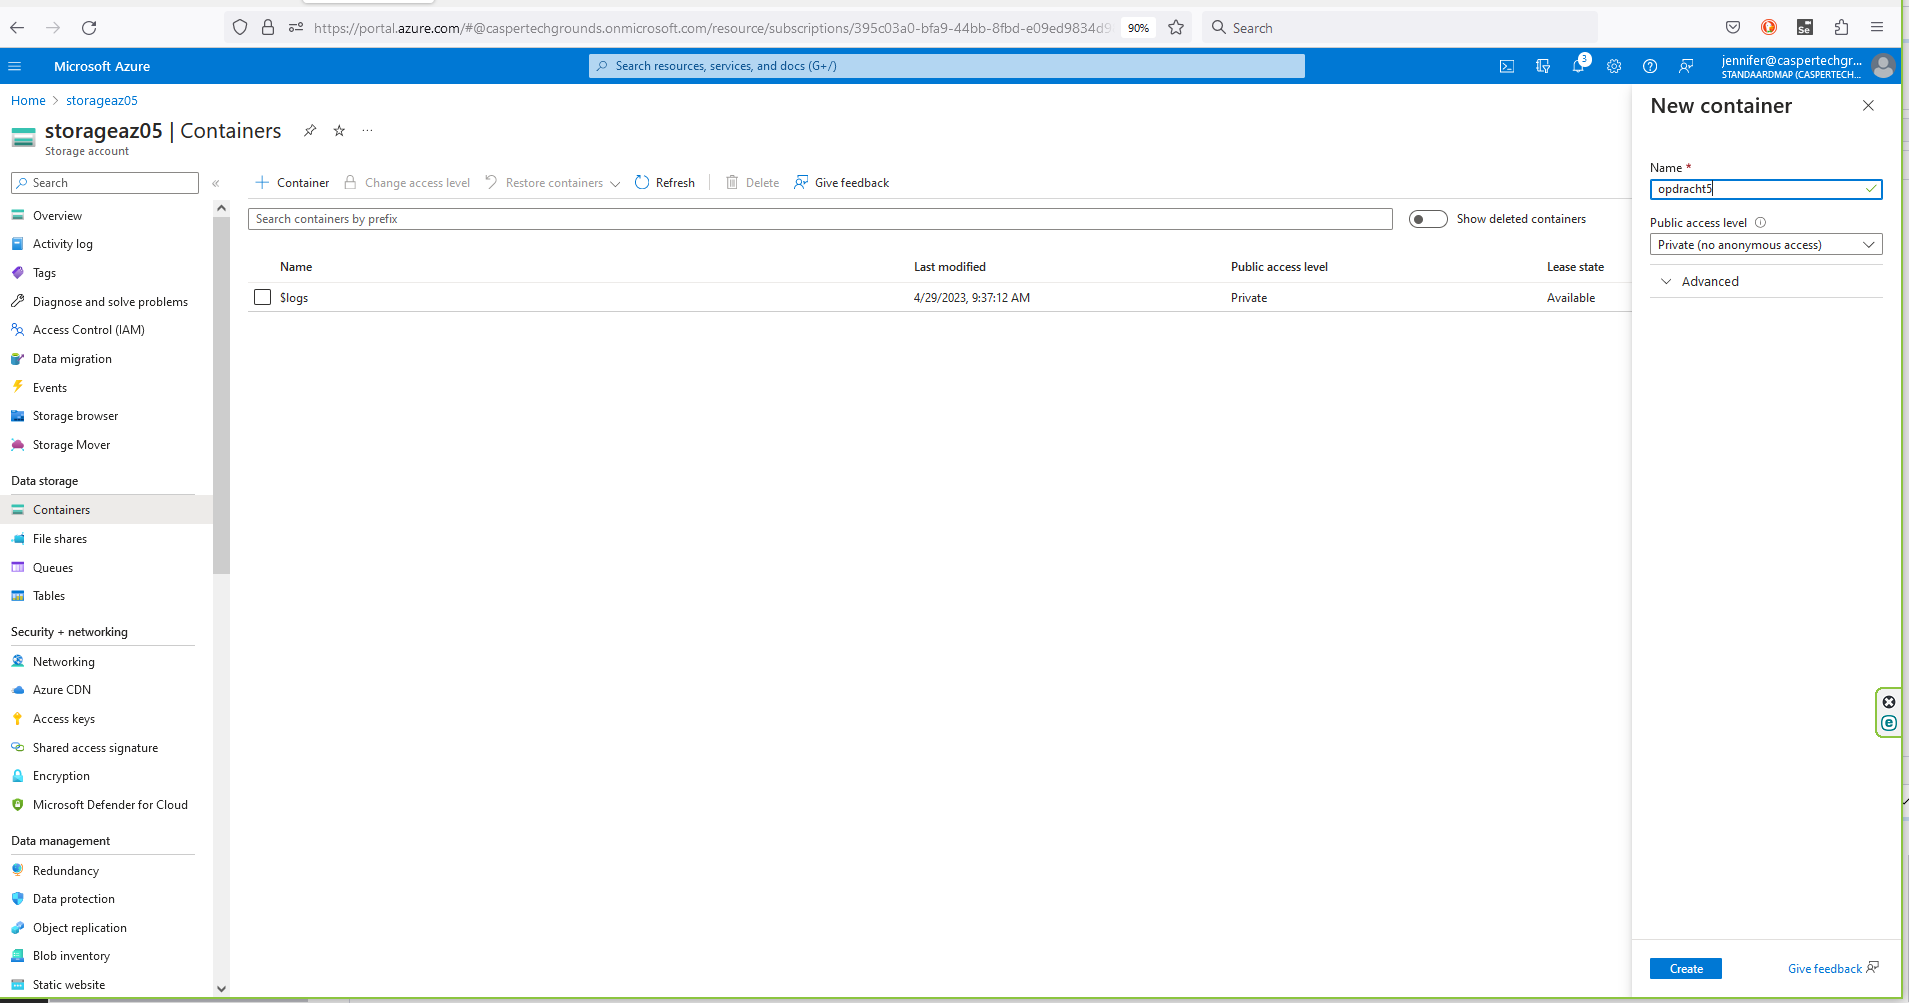 https://portal.azure.com/#@caspertechgrounds.onmicrosoft.com/resource/subscriptions/395c03a0-bfa9-44bb-8fbd-e09ed9834d9
90%
Search
Se
Microsoft Azure
Search resources, services, and docs (G+/)
3
jennifer@caspertechgr...
STANDAARDMAP (CASPERTECH...
Home > storageaz05
storageaz05 | Containers
...
Storage account
Search
«
Overview
Activity log
Tags
Diagnose and solve problems
Access Control (IAM)
Data migration
Events
Storage browser
Storage Mover
Data storage
Containers
File shares
Queues
Tables
Security + networking
Networking
Azure CDN
Access keys
Shared access signature
Encryption
Microsoft Defender for Cloud
Data management
Redundancy
Data protection
Object replication
Blob inventory
Static website
+ Container
Change access level
Restore containers
Refresh
Delete
Give feedback
Search containers by prefix
Show deleted containers
Name Last modified Public access level Lease state
$logs 4/29/2023, 9:37:12 AM Private Available
New container
Name *
opdracht5
Public access level
Private (no anonymous access)
Advanced
Create
Give feedback